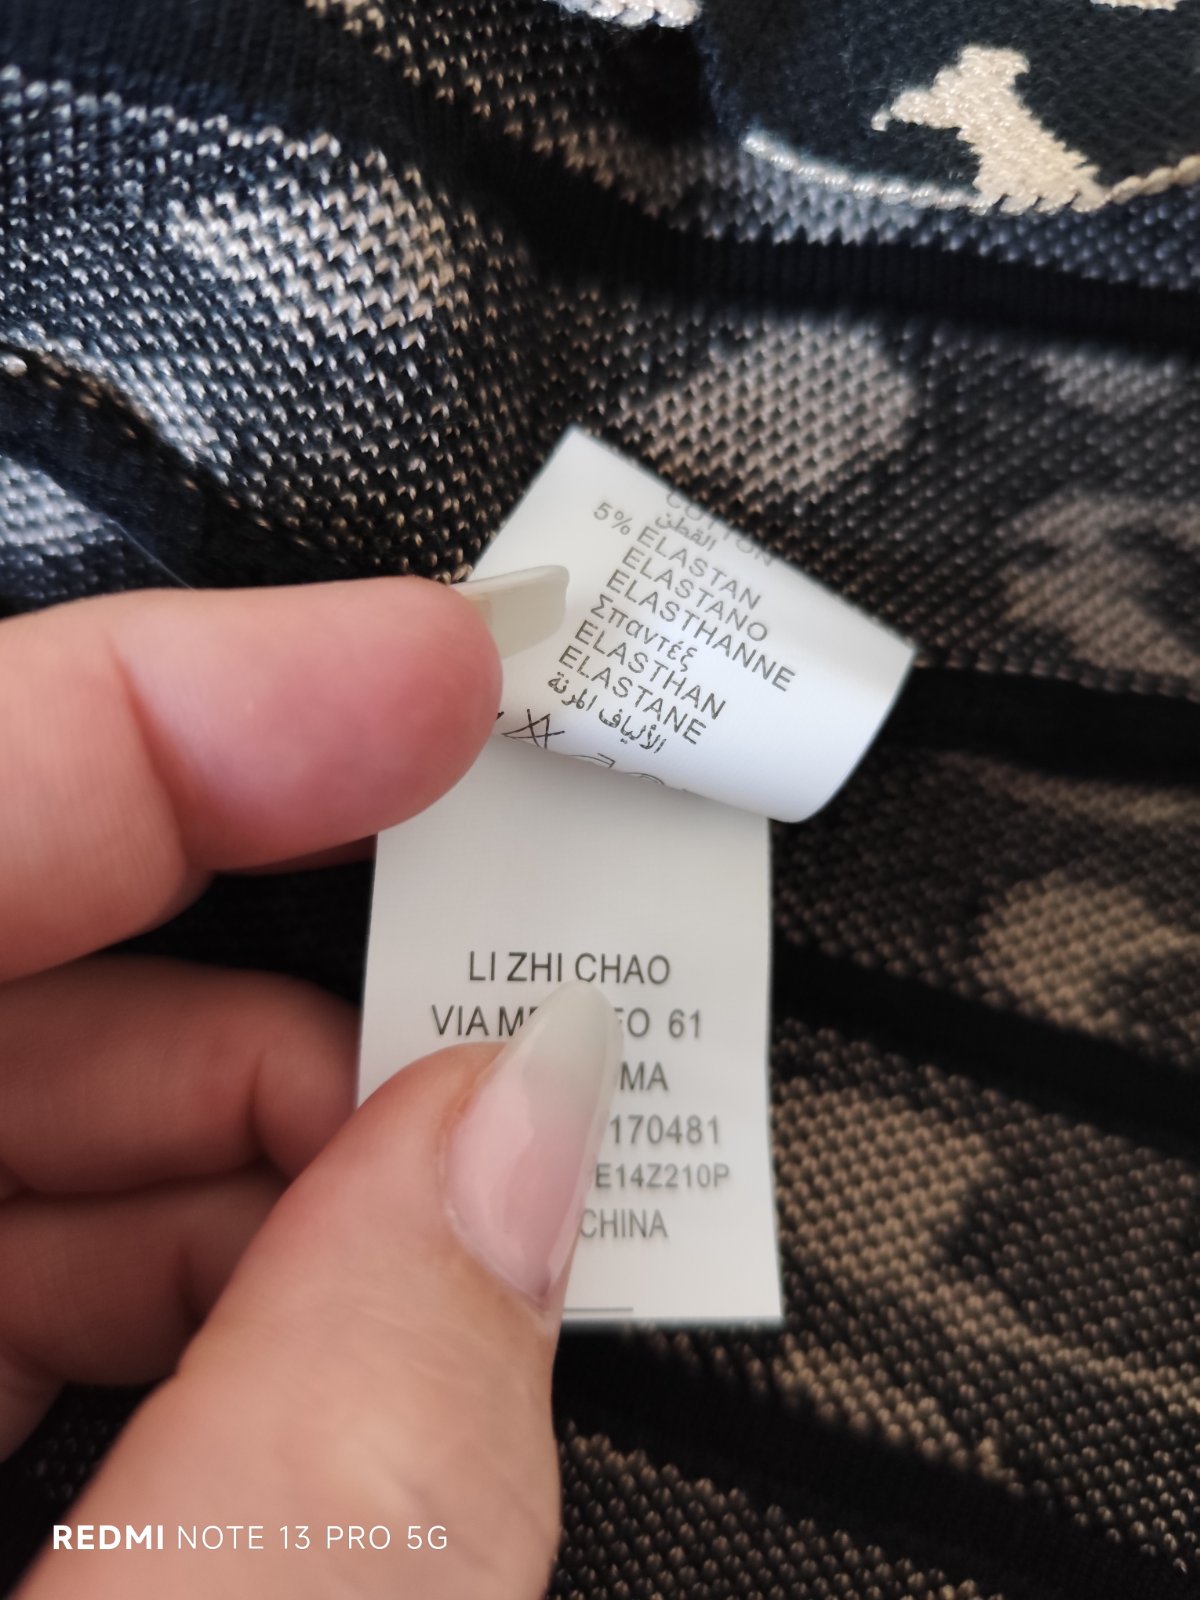 COTTON
القطن
5% ELASTAN
ELASTANO
ELASTHANNE
Σπαντέξ
ELASTHAN
ELASTANE
الألياف المرنة
LI ZHI CHAO
VIA 61
170481
E14Z210P
CHINA
REDMI NOTE 13 PRO 5G